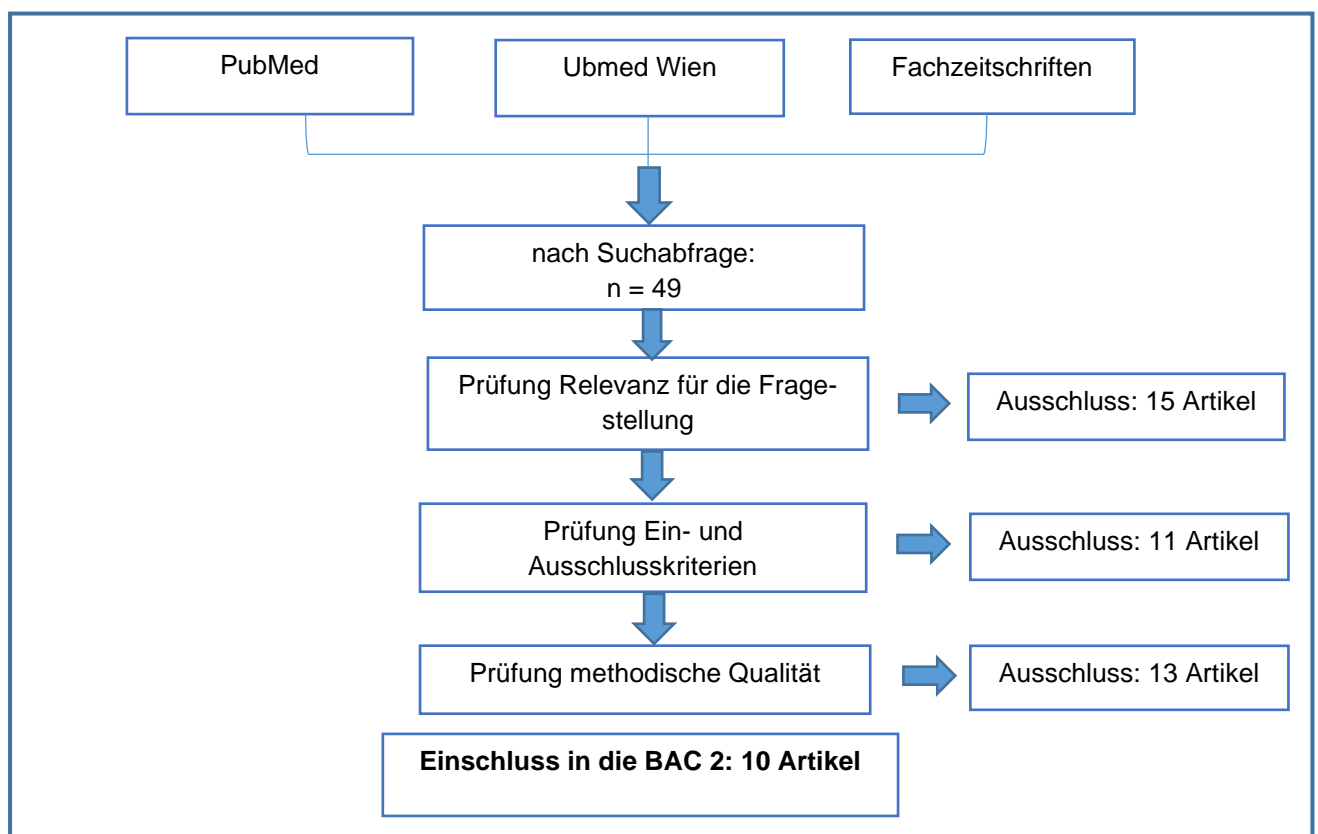 PubMed
Ubmed Wien
Fachzeitschriften
nach Suchabfrage:
n = 49
Prüfung Relevanz für die Frage-
stellung
Ausschluss: 15 Artikel
Prüfung Ein- und
Ausschlusskriterien
Ausschluss: 11 Artikel
Prüfung methodische Qualität
Ausschluss: 13 Artikel
Einschluss in die BAC 2: 10 Artikel